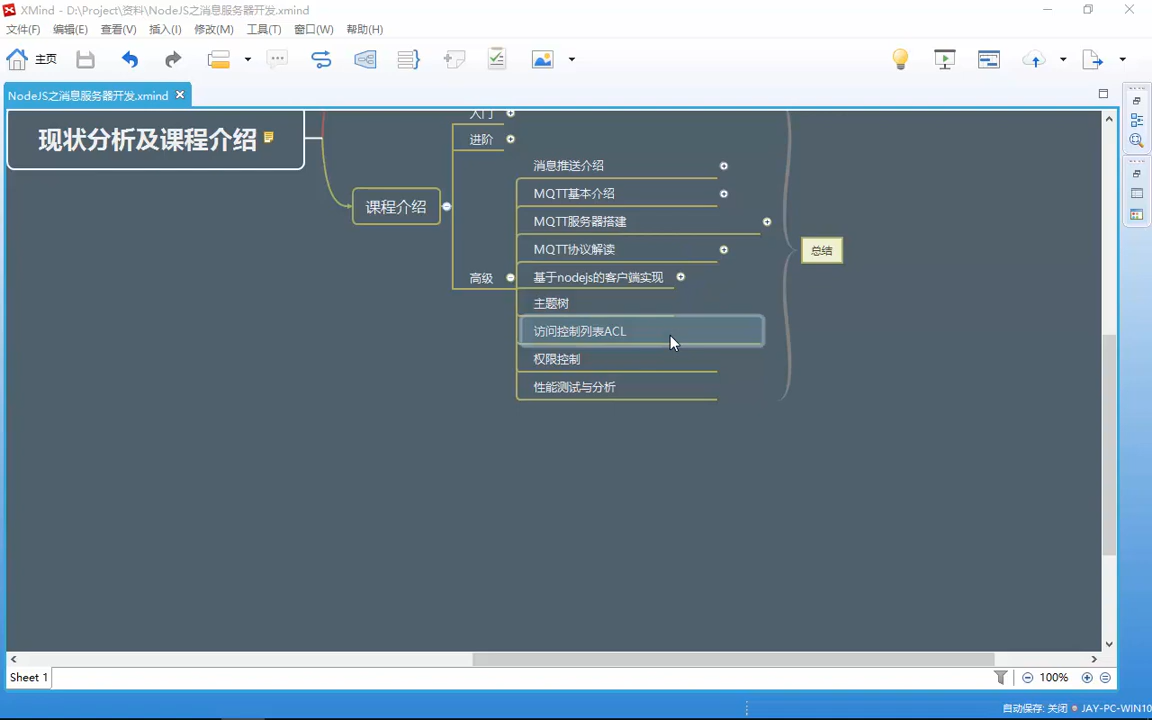 XMind - D:\Project\资料\NodeJS之消息服务器开发.xmind
文件(F) 编辑(E) 查看(V) 插入(I) 修改(M) 工具(T) 窗口(W) 帮助(H)
主页
NodeJS之消息服务器开发.xmind
入门
现状分析及课程介绍
进阶
消息推送介绍
MQTT基本介绍
课程介绍
MQTT服务器搭建
MQTT协议解读
总结
高级
基于nodejs的客户端实现
主题树
访问控制列表ACL
权限控制
性能测试与分析
Sheet 1
100%
自动保存: 关闭 JAY-PC-WIN10